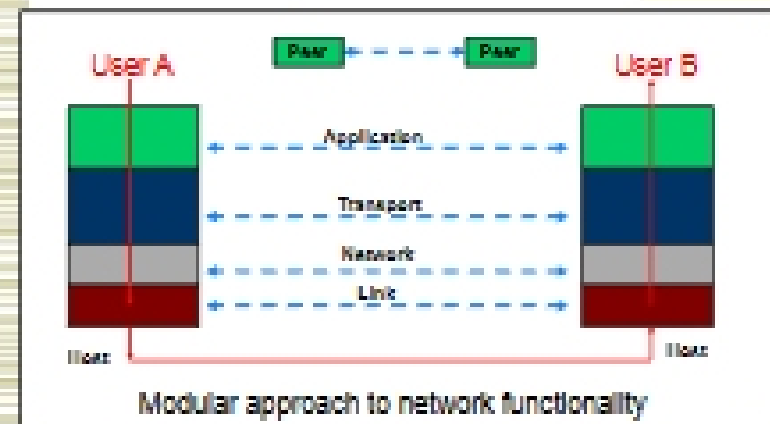 Peer Peer
User A User B
Application
Transport
Network
Link
Host Host
Modular approach to network functionality